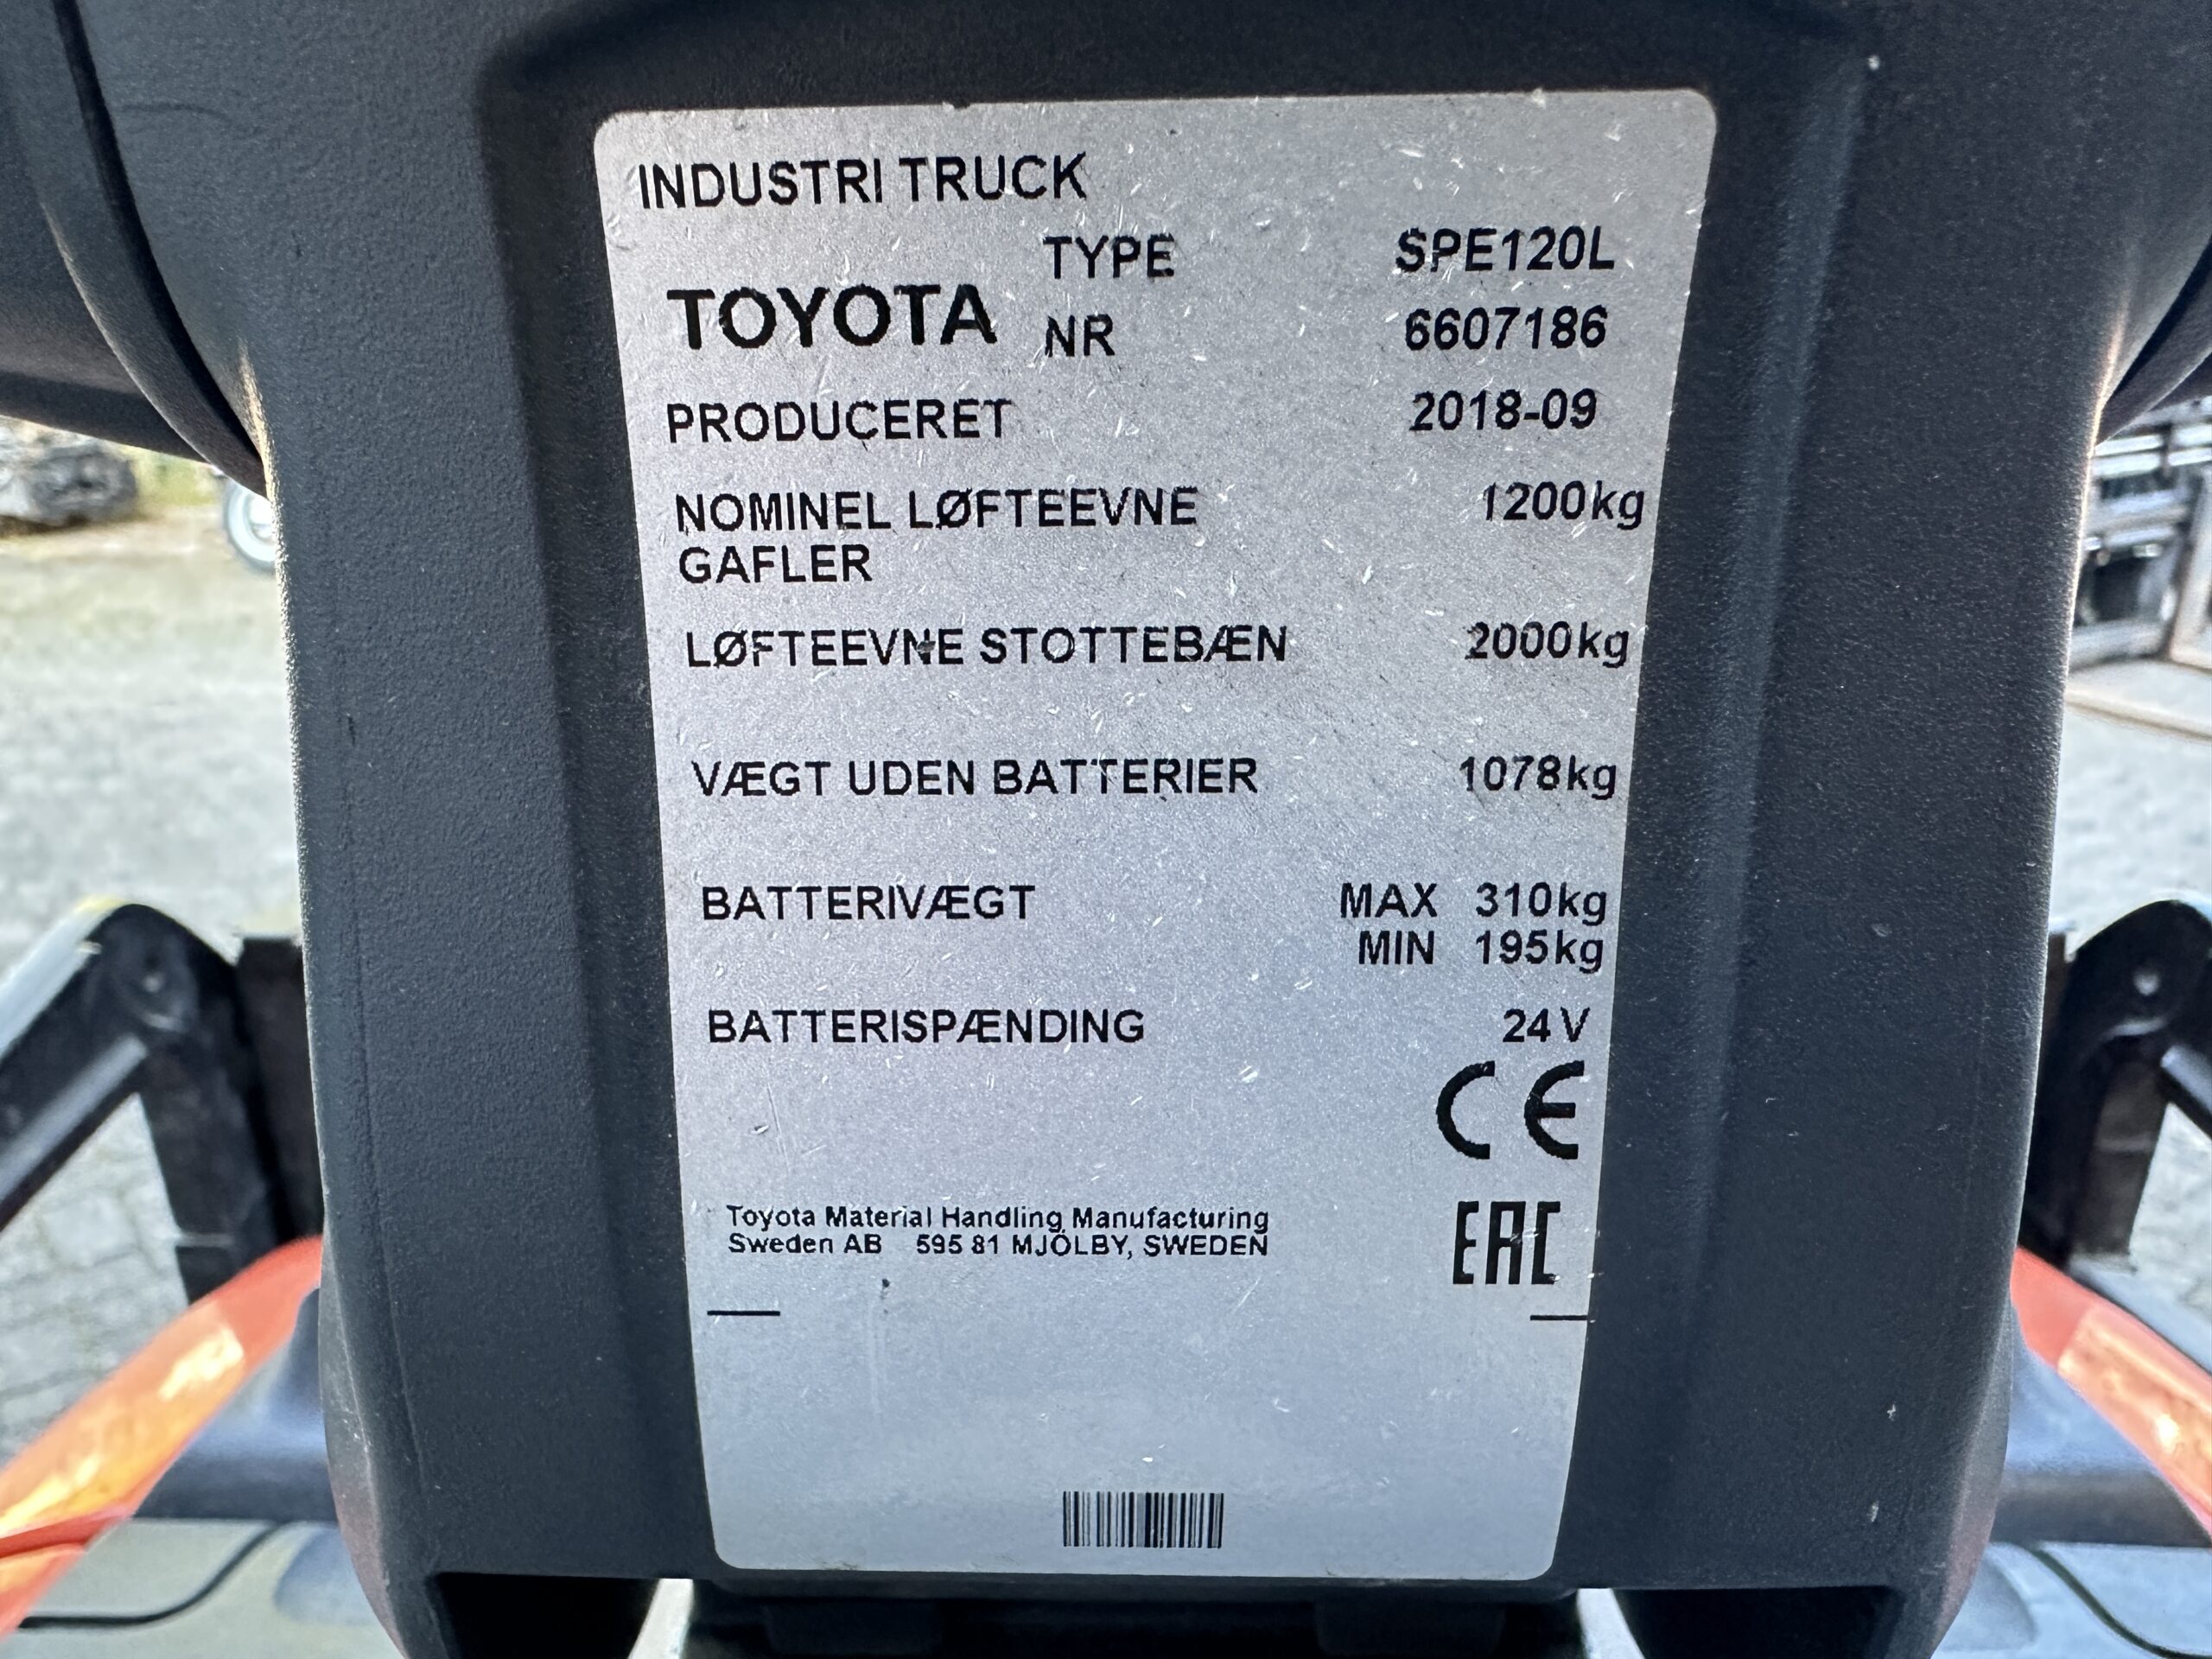 INDUSTRI TRUCK
TYPE SPE120L
TOYOTA
NR 6607186
PRODUCERET 2018-09
NOMINEL LØFTEEVNE 1200kg
GAFLER
LØFTEEVNE STOTTEBÆN 2000kg
VÆGT UDEN BATTERIER 1078kg
BATTERIVÆGT MAX 310kg
MIN 195kg
BATTERISPÆNDING 24V
CE
Toyota Material Handling Manufacturing
Sweden AB 595 81 MJÖLBY, SWEDEN
EAC